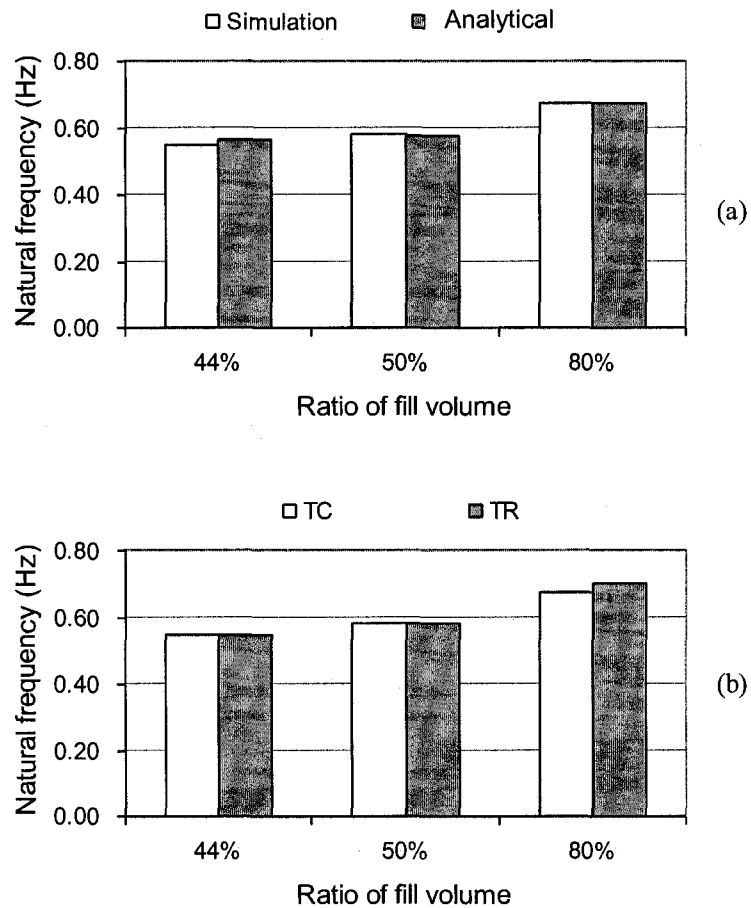 Simulation Analytical
0.80
0.60
0.40
0.20
0.00
Natural frequency (Hz)
44% 50% 80%
Ratio of fill volume
(a)
TC TR
0.80
0.60
0.40
0.20
0.00
Natural frequency (Hz)
44% 50% 80%
Ratio of fill volume
(b)